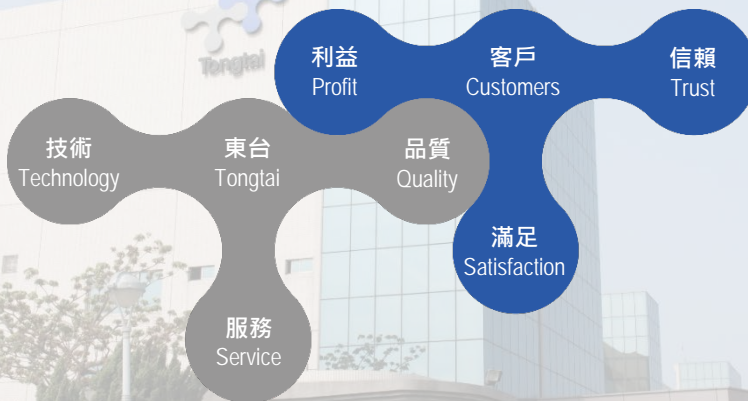 Tongtai
利益
Profit
客戶
Customers
信賴
Trust
技術
Technology
東台
Tongtai
品質
Quality
滿足
Satisfaction
服務
Service